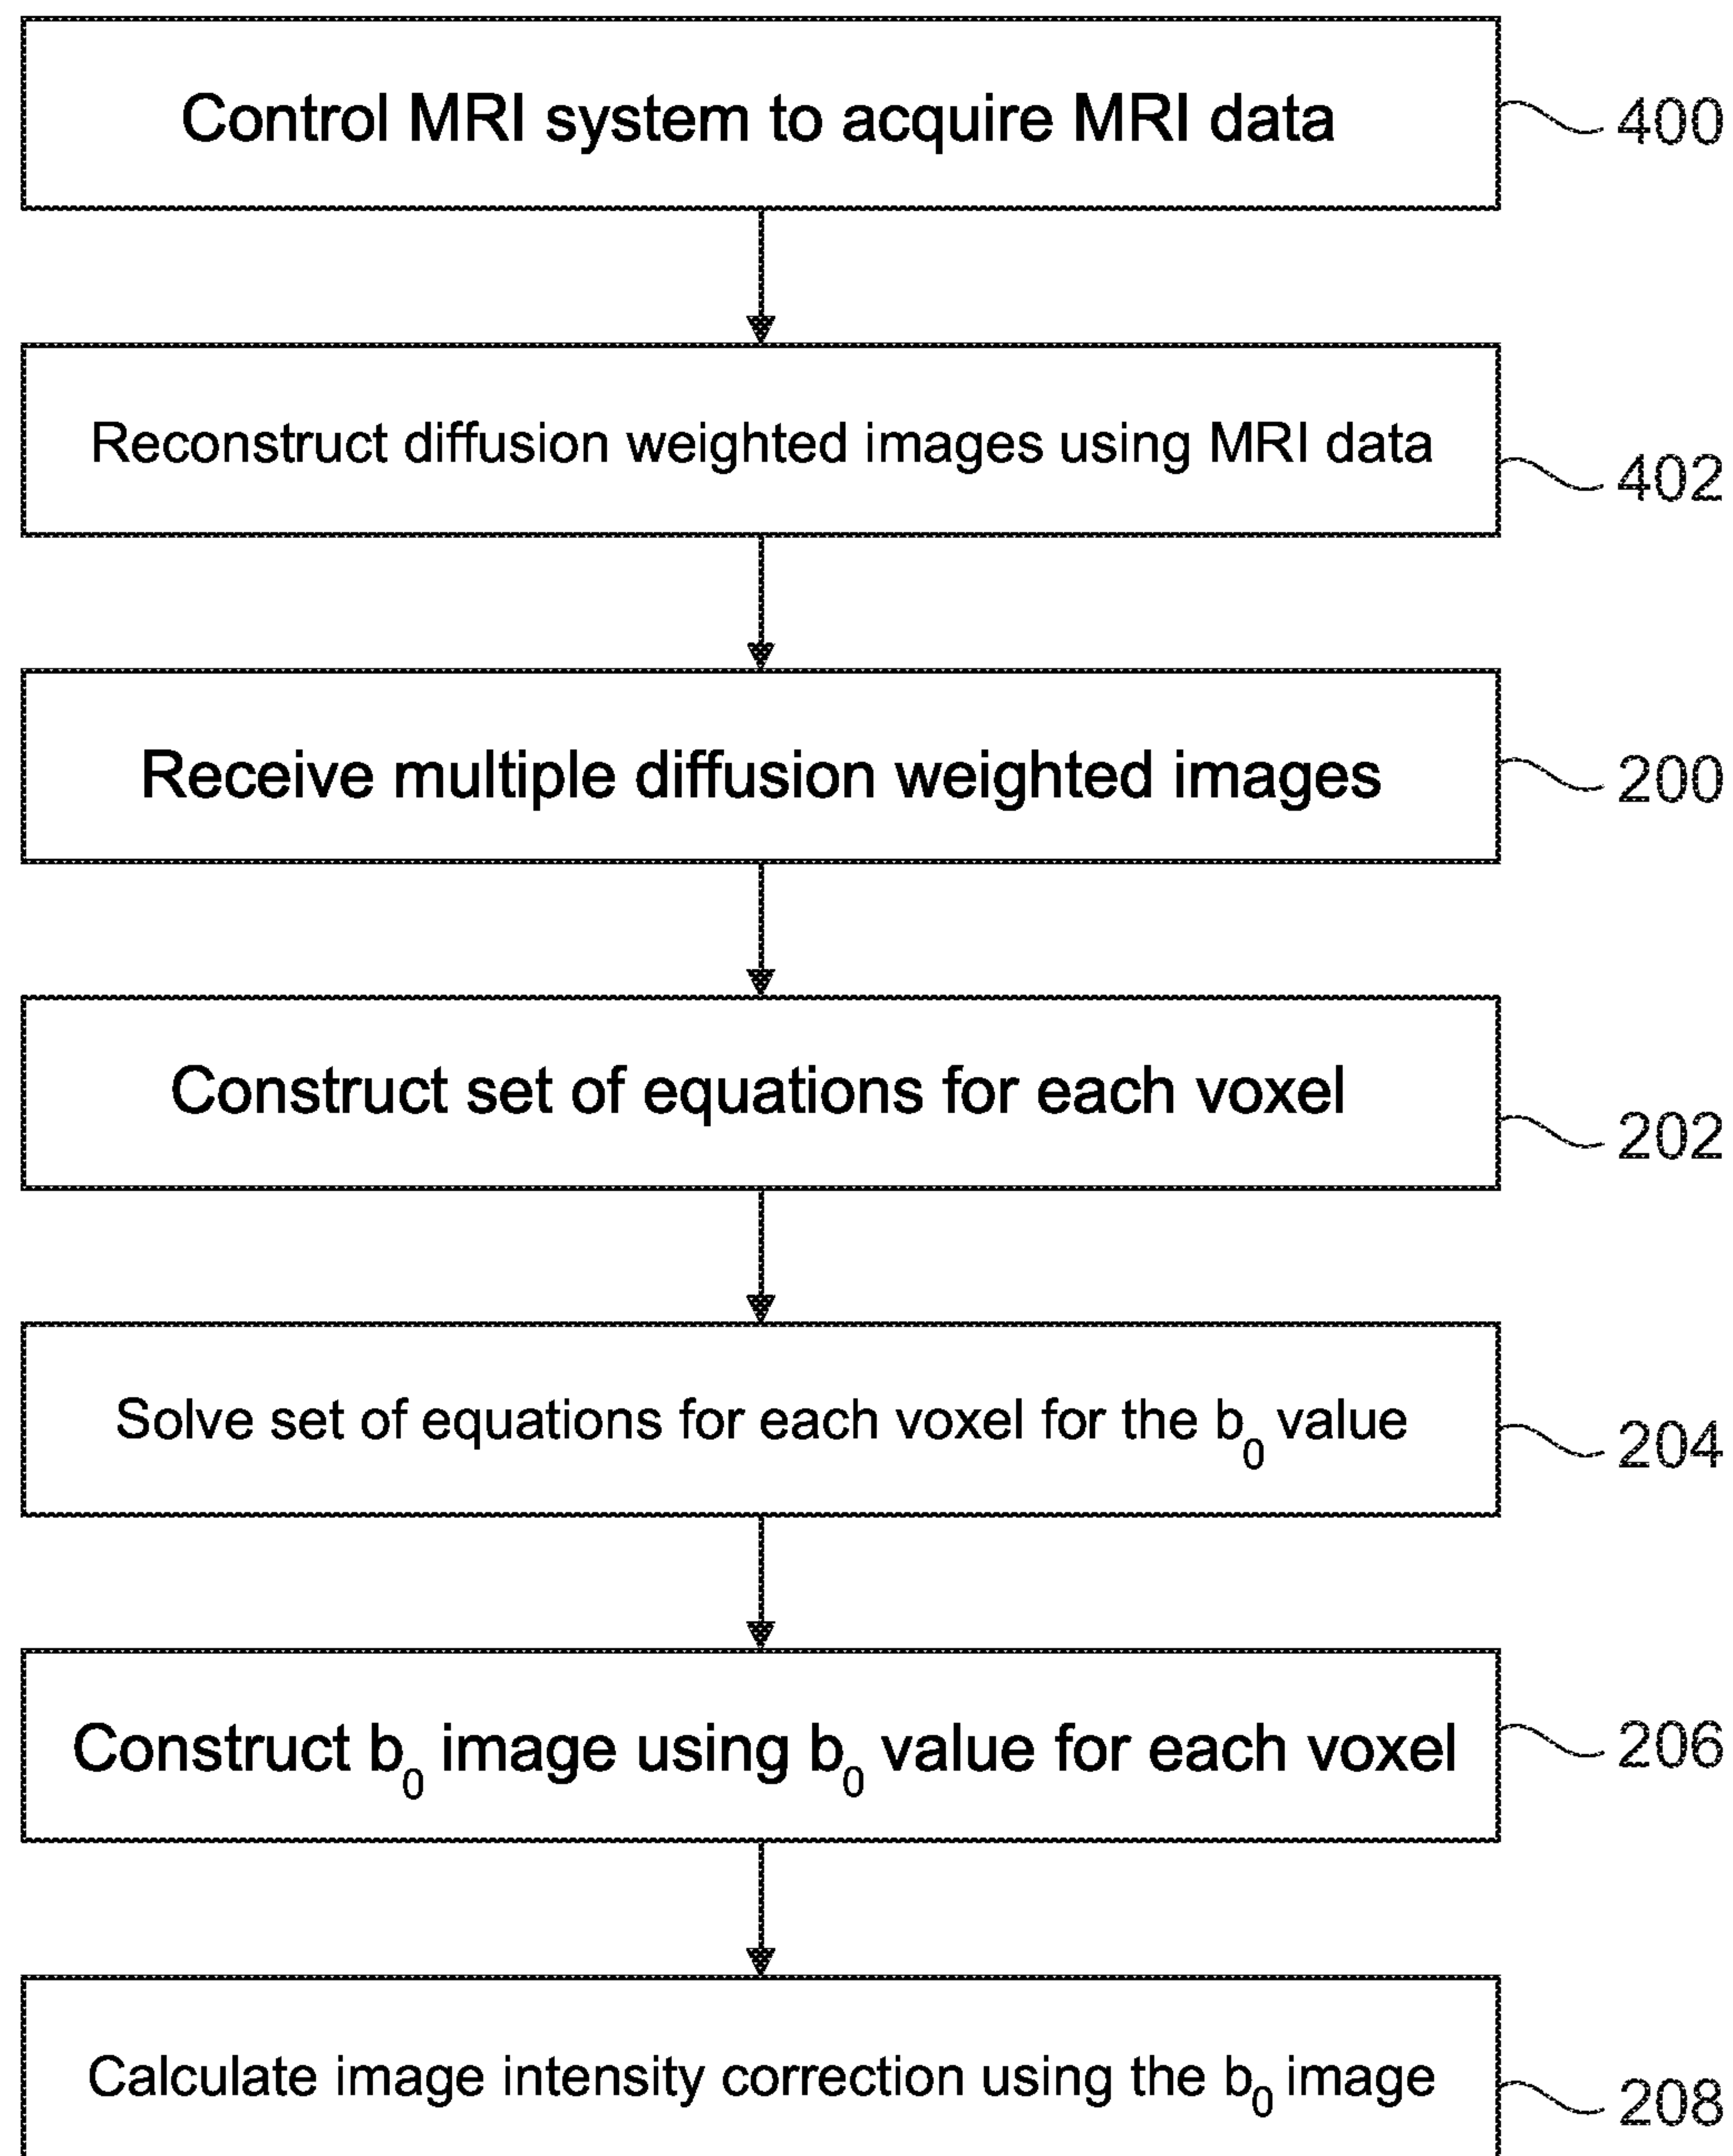 Control MRI system to acquire MRI data
400
Reconstruct diffusion weighted images using MRI data
402
Receive multiple diffusion weighted images
200
Construct set of equations for each voxel
202
Solve set of equations for each voxel for the b₀ value
204
Construct b₀ image using b₀ value for each voxel
206
Calculate image intensity correction using the b₀ image
208